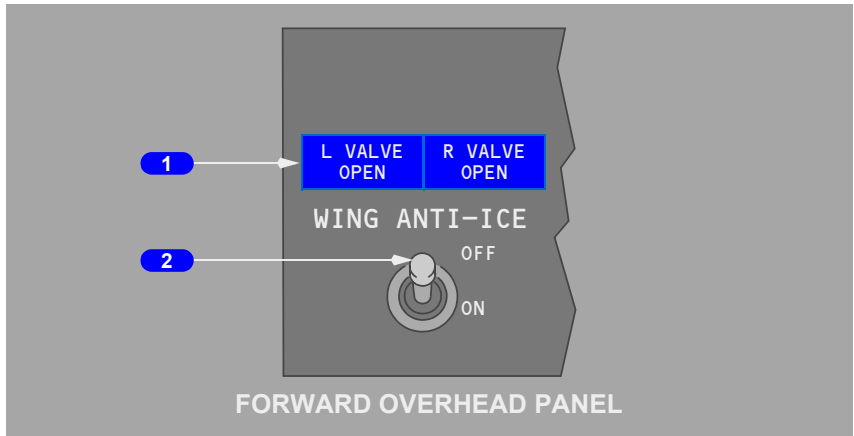 1
L VALVE
OPEN
R VALVE
OPEN
WING ANTI-ICE
2
OFF
ON
FORWARD OVERHEAD PANEL